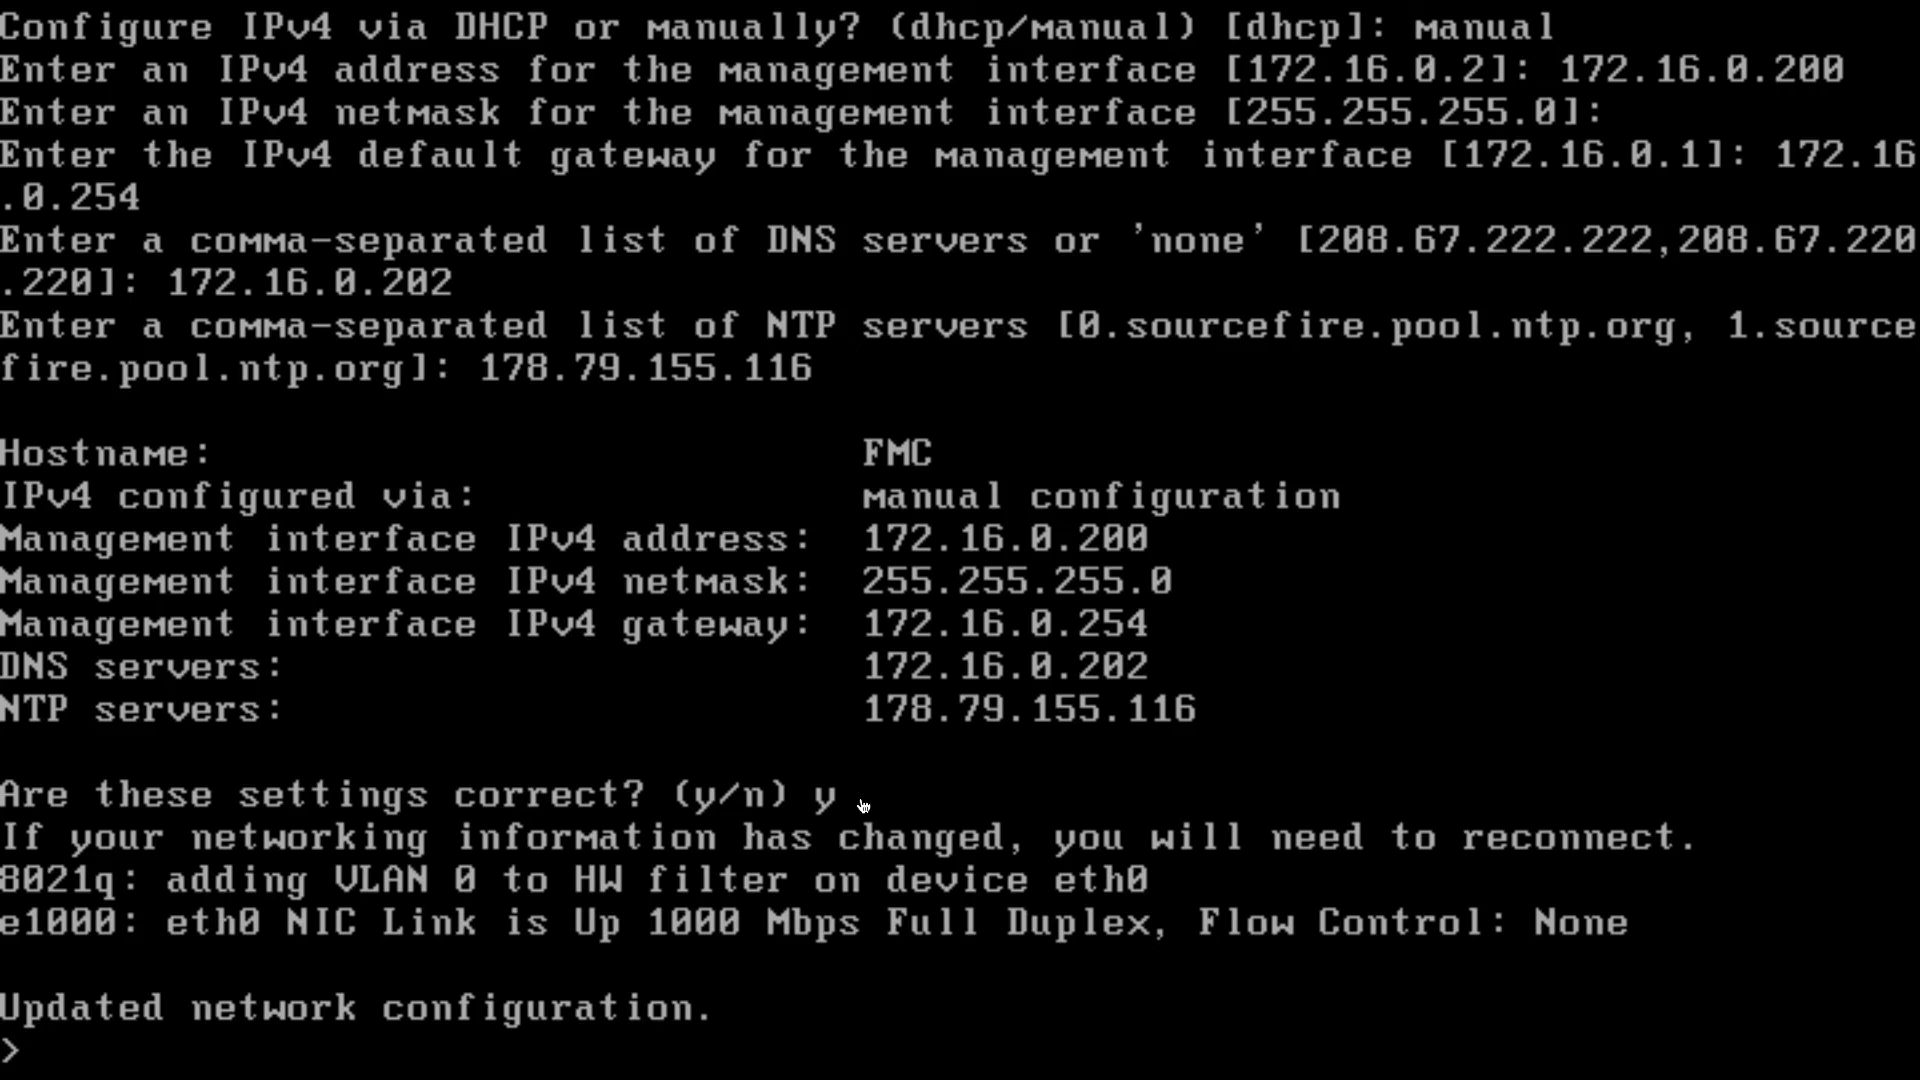 Configure IPv4 via DHCP or manually? (dhcp/manual) [dhcp]: manual
Enter an IPv4 address for the management interface [172.16.0.2]: 172.16.0.200
Enter an IPv4 netmask for the management interface [255.255.255.0]:
Enter the IPv4 default gateway for the management interface [172.16.0.1]: 172.16
.0.254
Enter a comma-separated list of DNS servers or 'none' [208.67.222.222,208.67.220
.220]: 172.16.0.202
Enter a comma-separated list of NTP servers [0.sourcefire.pool.ntp.org, 1.source
fire.pool.ntp.org]: 178.79.155.116
Hostname: FMC
IPv4 configured via: manual configuration
Management interface IPv4 address: 172.16.0.200
Management interface IPv4 netmask: 255.255.255.0
Management interface IPv4 gateway: 172.16.0.254
DNS servers: 172.16.0.202
NTP servers: 178.79.155.116
Are these settings correct? (y/n) y
If your networking information has changed, you will need to reconnect.
8021q: adding VLAN 0 to HW filter on device eth0
e1000: eth0 NIC Link is Up 1000 Mbps Full Duplex, Flow Control: None
Updated network configuration.
>